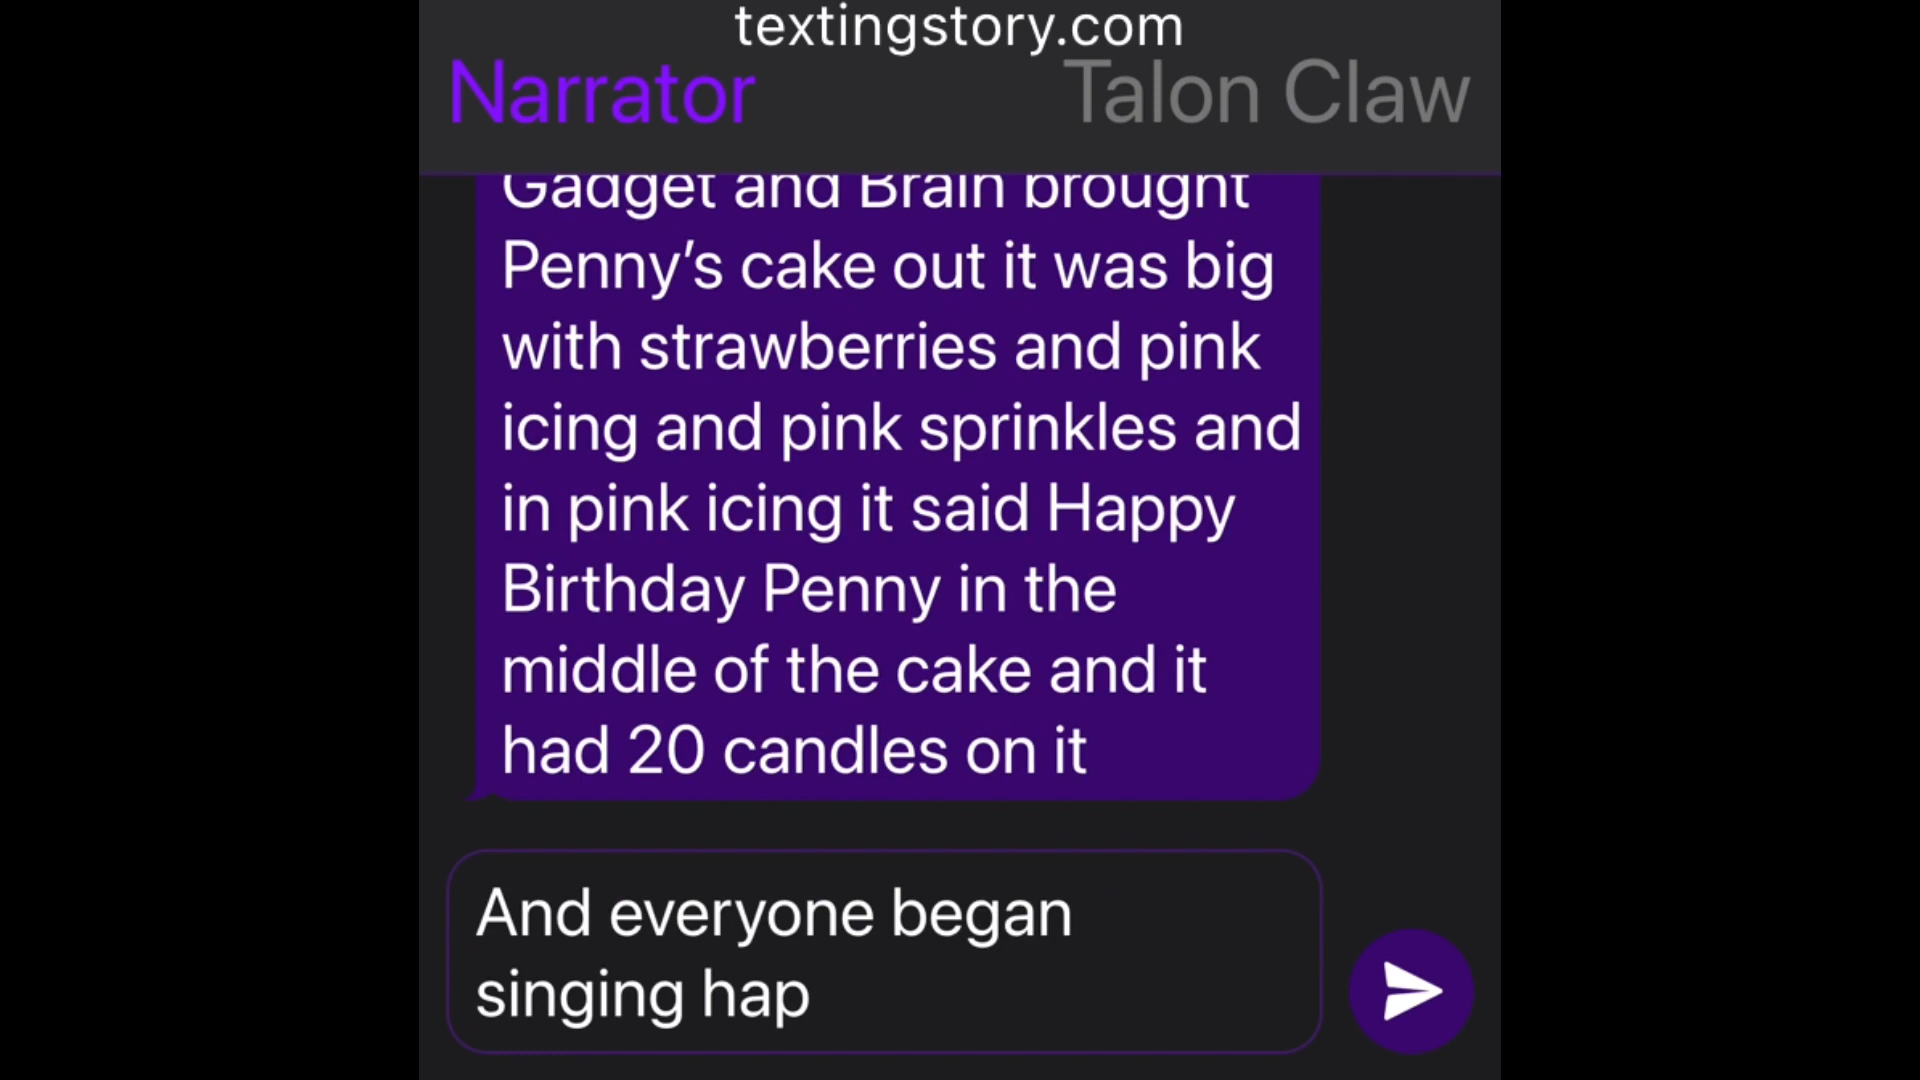 textingstory.com
Narrator Talon Claw
Gadget and Brain brought
Penny’s cake out it was big
with strawberries and pink
icing and pink sprinkles and
in pink icing it said Happy
Birthday Penny in the
middle of the cake and it
had 20 candles on it
And everyone began
singing hap